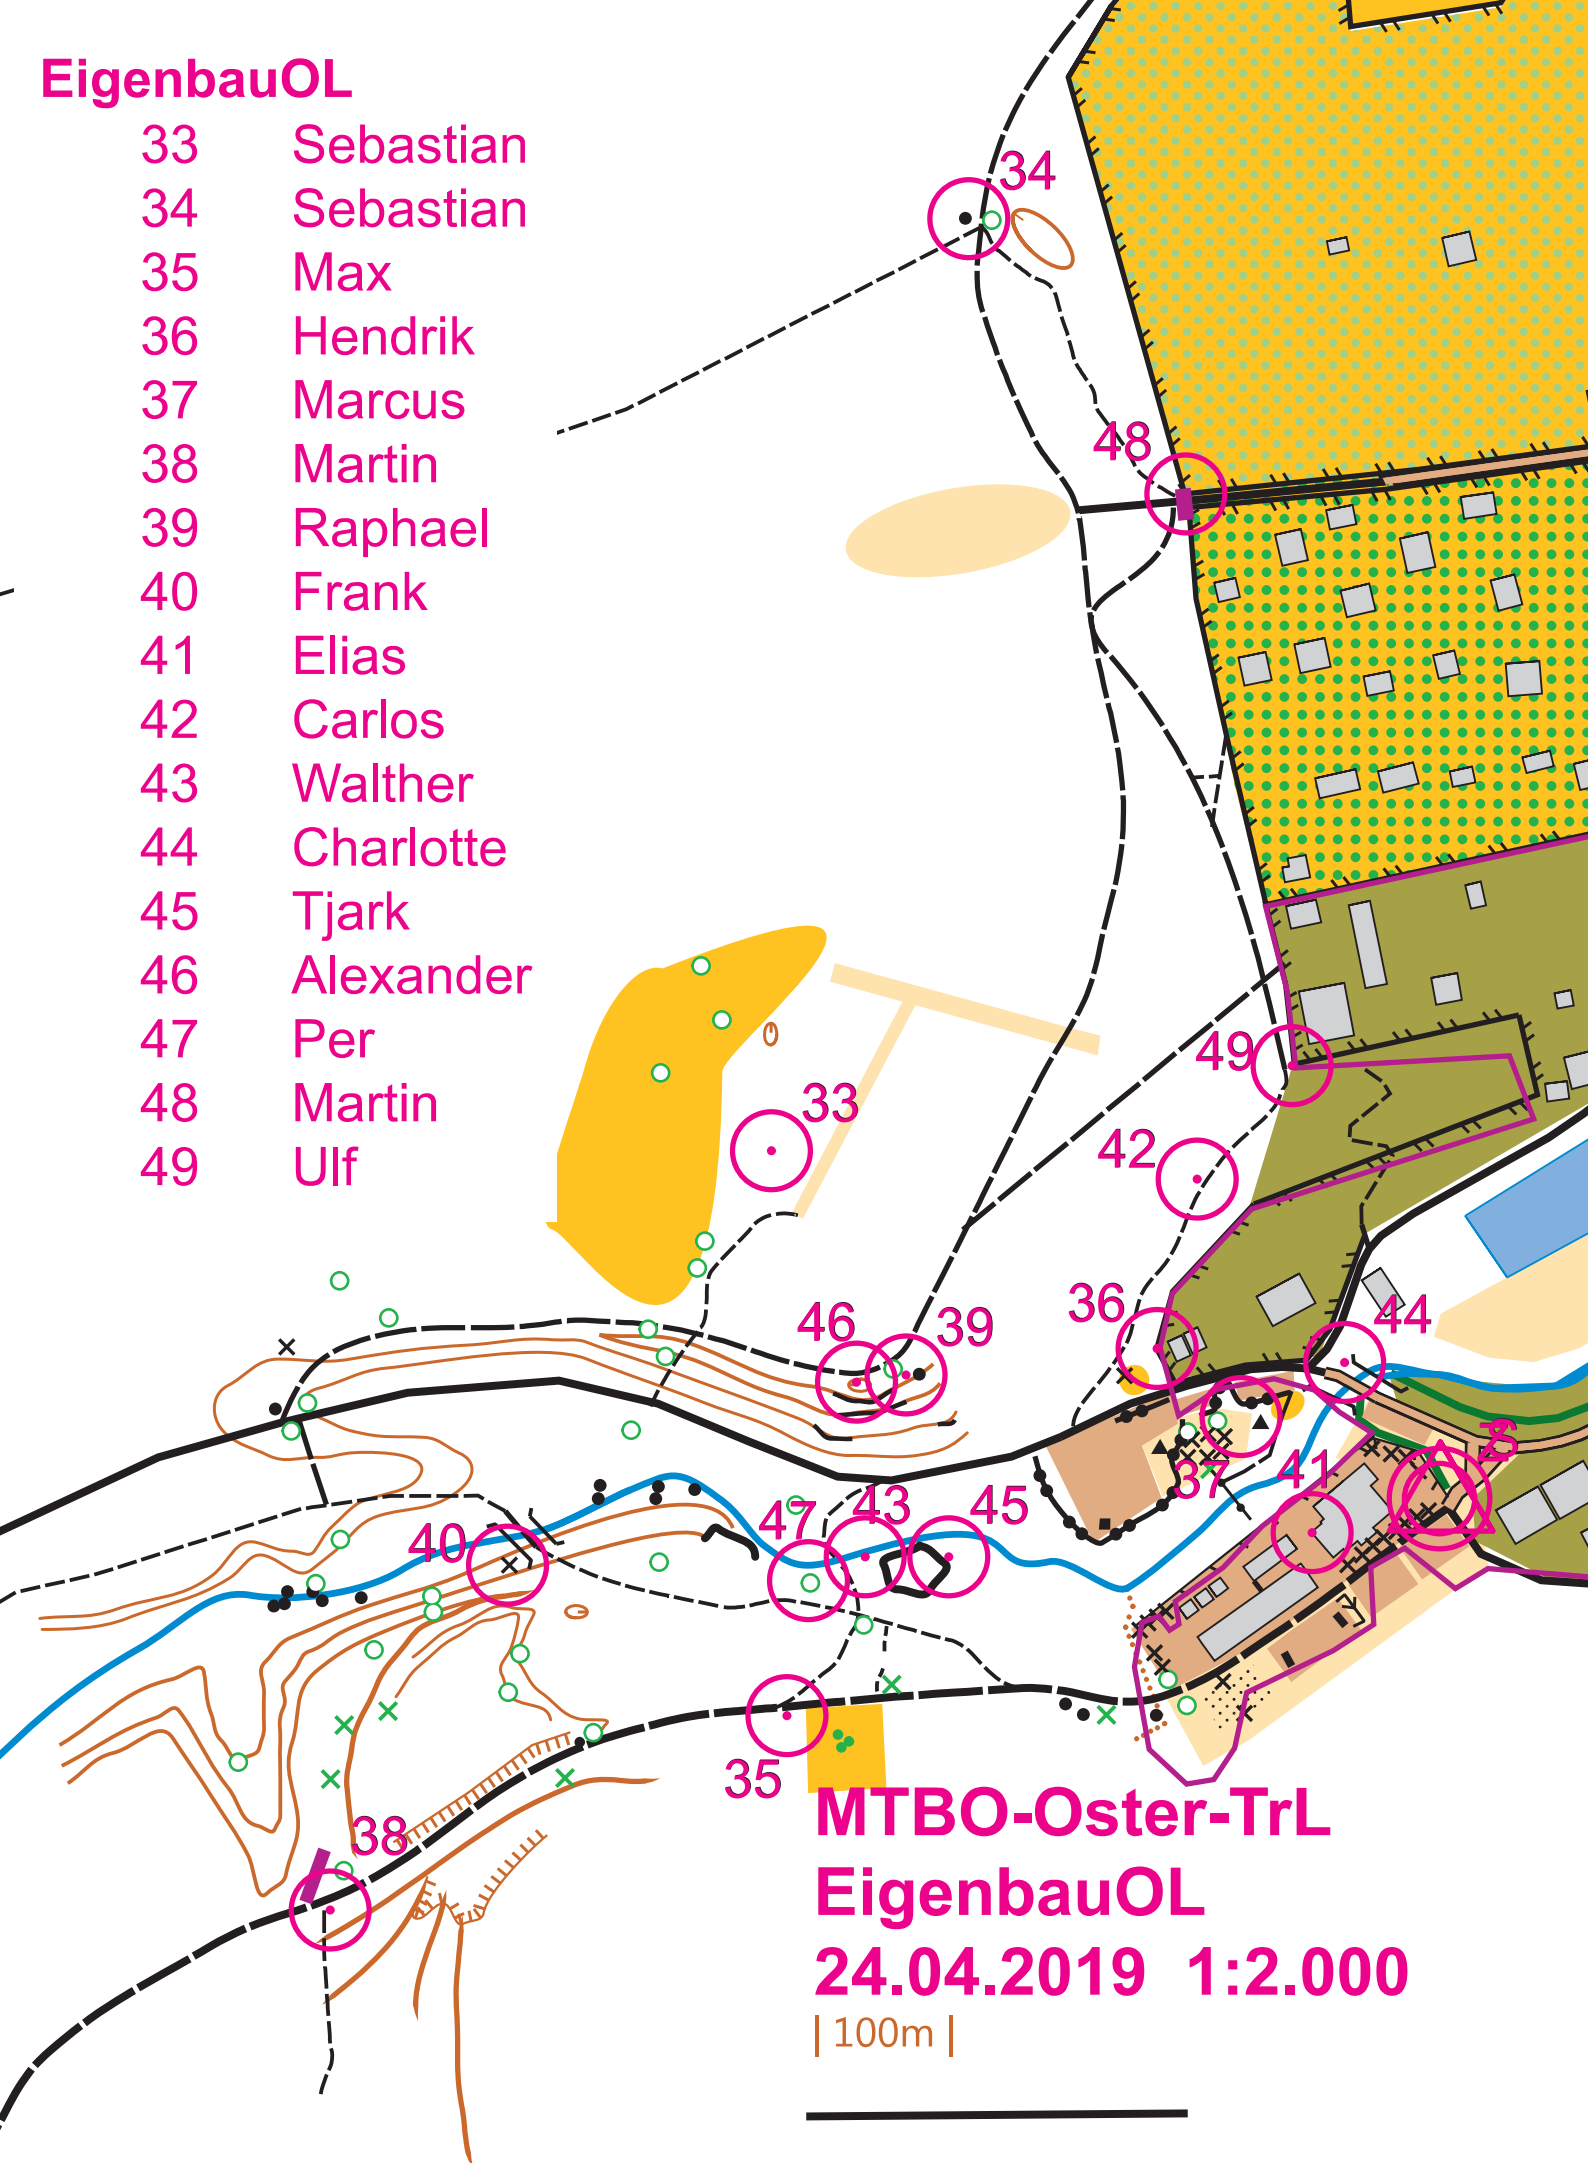 EigenbauOL
33 Sebastian
34 Sebastian
35 Max
36 Hendrik
37 Marcus
38 Martin
39 Raphael
40 Frank
41 Elias
42 Carlos
43 Walther
44 Charlotte
45 Tjark
46 Alexander
47 Per
48 Martin
49 Ulf
34
48
49
33
42
36
46
39
44
37
41
40
47
43
45
35
38
MTBO-Oster-TrL
EigenbauOL
24.04.2019 1:2.000
| 100m |